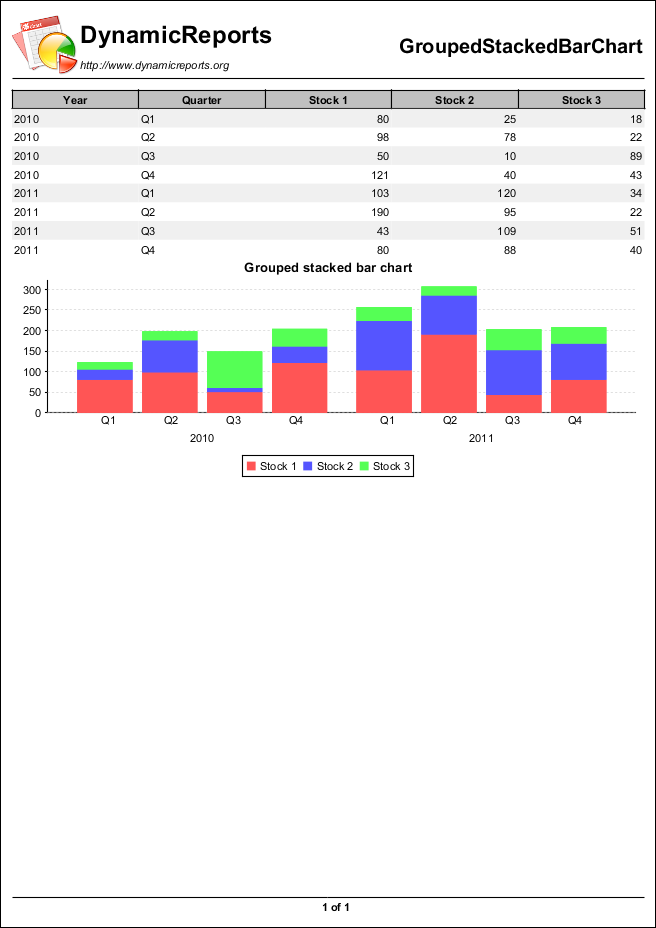 DynamicReports
http://www.dynamicreports.org
GroupedStackedBarChart
Year Quarter Stock 1 Stock 2 Stock 3
2010 Q1 80 25 18
2010 Q2 98 78 22
2010 Q3 50 10 89
2010 Q4 121 40 43
2011 Q1 103 120 34
2011 Q2 190 95 22
2011 Q3 43 109 51
2011 Q4 80 88 40
Grouped stacked bar chart
300
250
200
150
100
50
0
Q1 Q2 Q3 Q4 Q1 Q2 Q3 Q4
2010 2011
Stock 1 Stock 2 Stock 3
1 of 1